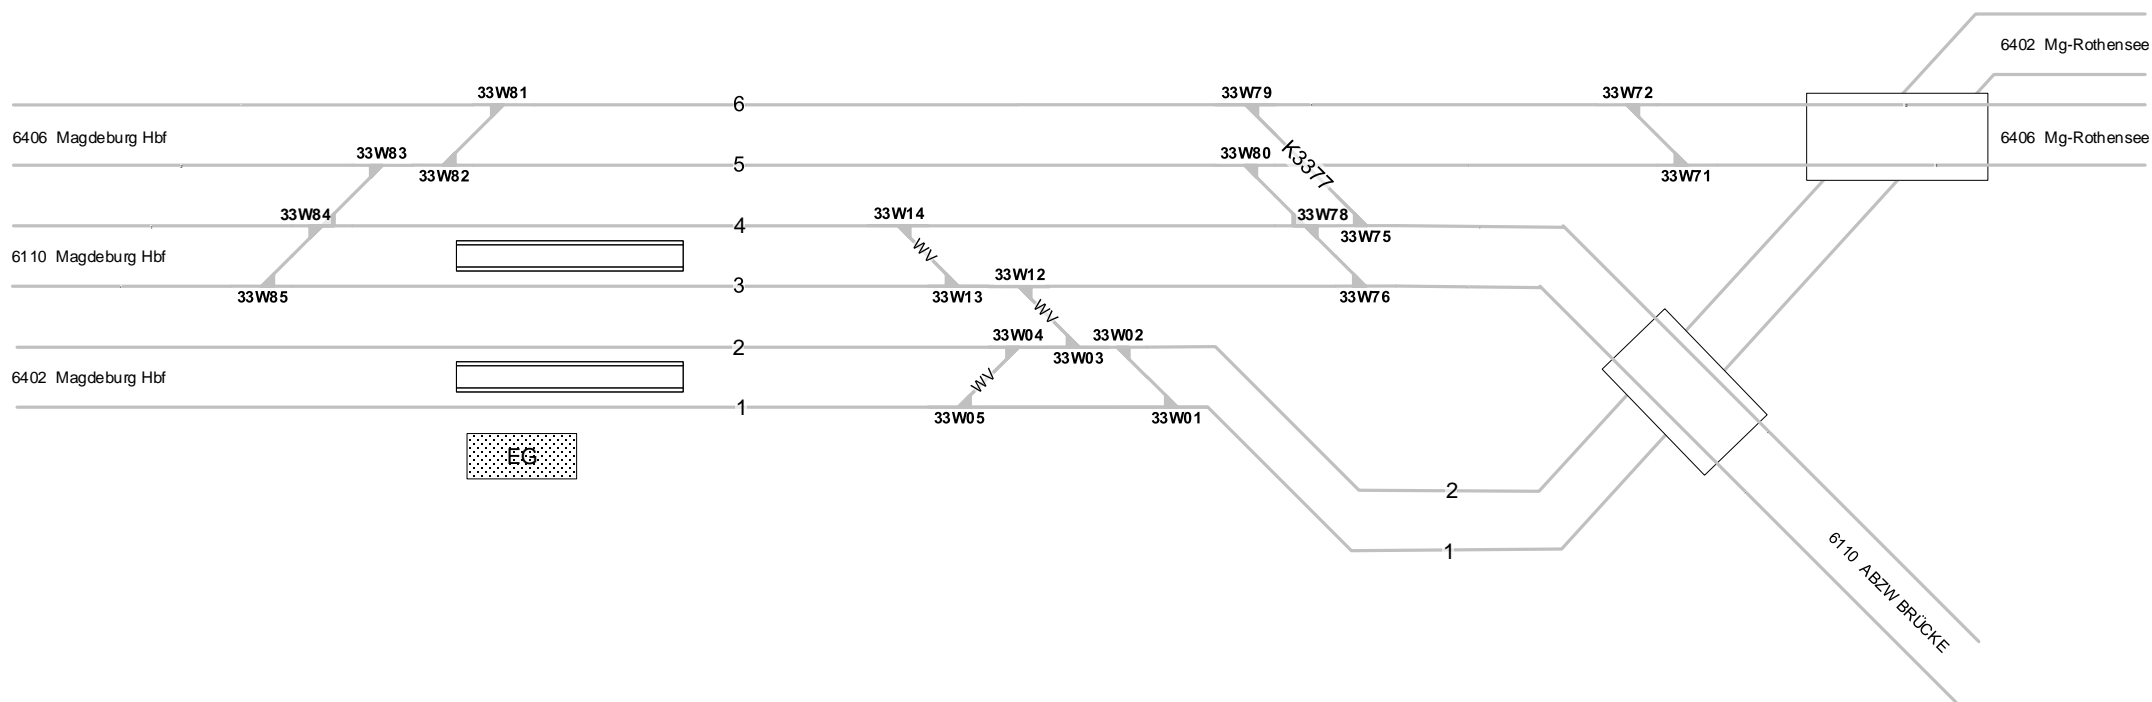 6402 Mg-Rothensee
33W81
33W79
33W72
6
6406 Magdeburg Hbf
6406 Mg-Rothensee
33W83
33W80
K3377
5
33W82
33W71
33W84
33W14
33W78
4
33W75
6110 Magdeburg Hbf
WV
33W12
3
33W85
33W13
33W76
WV
33W04
33W02
2
33W03
6402 Magdeburg Hbf
WV
1
33W05
33W01
EG
2
1
6110 ABZW BRÜCKE